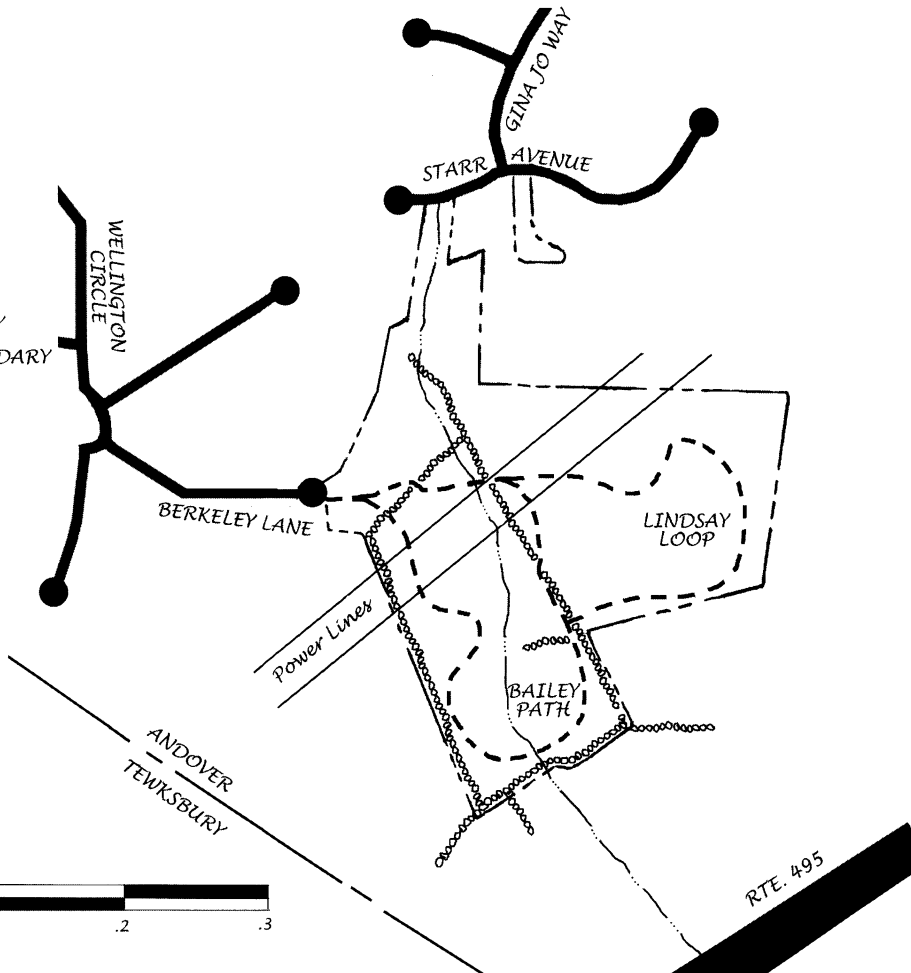 GINA JO WAY
STARR AVENUE
WELLINGTON
CIRCLE
DARY
BERKELEY LANE
LINDSAY
LOOP
Power Lines
BAILEY
PATH
ANDOVER
TEWKSBURY
RTE. 495
.2
.3